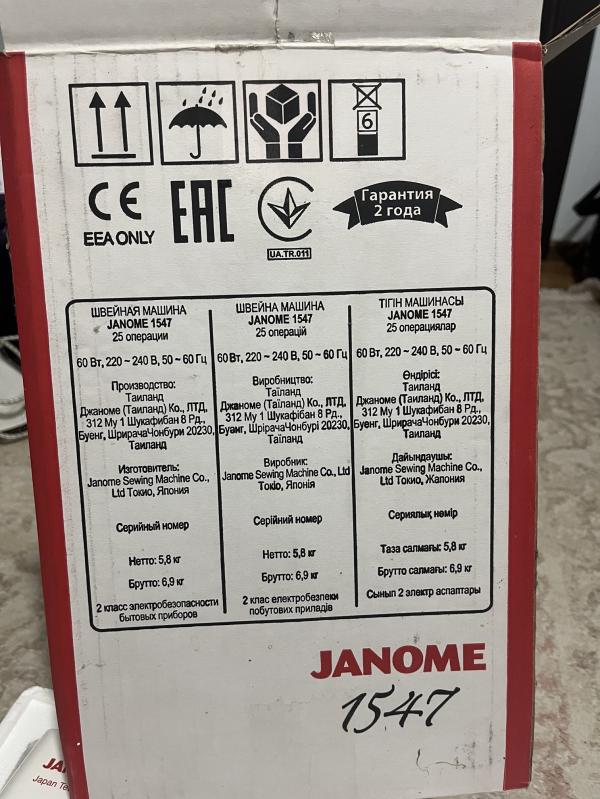 6
CE
EEA ONLY
EAC
UA.TR.011
Гарантия
2 года
ШВЕЙНАЯ МАШИНА
JANOME 1547
25 операции
60 Вт, 220 ~ 240 В, 50 ~ 60 Гц
Производство:
Таиланд
Джаноме (Таиланд) Ко., ЛТД,
312 Му 1 Шукафибан 8 Рд.,
Буенг, ШрирачаЧонбури 20230,
Таиланд
Изготовитель:
Janome Sewing Machine Co.,
Ltd Токио, Япония
Серийный номер
Нетто: 5,8 кг
Брутто: 6,9 кг
2 класс электробезопасности
бытовых приборов
ШВЕЙНА МАШИНА
JANOME 1547
25 операцій
60 Вт, 220 ~ 240 В, 50 ~ 60 Гц
Виробництво:
Таїланд
Джаноме (Таїланд) Ко., ЛТД,
312 Му 1 Шукафібан 8 Рд.,
Буэнг, ШрірачаЧонбурі 20230,
Таїланд
Виробник:
Janome Sewing Machine Co., Ltd
Токіо, Японія
Серійний номер
Нетто: 5,8 кг
Брутто: 6,9 кг
2 клас електробезпеки
побутових приладів
ТІГІН МАШИНАСЫ
JANOME 1547
25 операциялар
60 Вт, 220 ~ 240 В, 50 ~ 60 Гц
Өндірісі:
Таиланд
Джаноме (Таиланд) Ко., ЛТД,
312 Му 1 Шукафибан 8 Рд.,
Буенг, ШрирачаЧонбури 20230,
Таиланд
Дайындаушы:
Janome Sewing Machine Co.,
Ltd Токио, Жапония
Сериялық нөмір
Таза салмағы: 5,8 кг
Брутто салмағы: 6,9 кг
Сынып 2 электр аспаптары
JANOME
1547